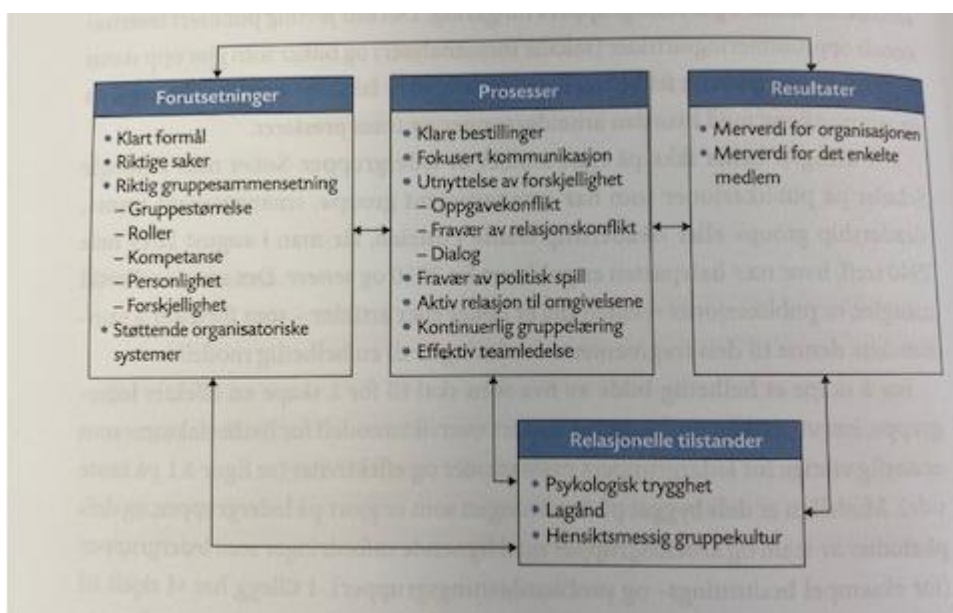 Forutsetninger
• Klart formål
• Riktige saker
• Riktig gruppesammensetning
– Gruppestørrelse
– Roller
– Kompetanse
– Personlighet
– Forskjellighet
• Støttende organisatoriske
systemer
Prosesser
• Klare bestillinger
• Fokusert kommunikasjon
• Utnyttelse av forskjellighet
– Oppgavekonflikt
– Fravær av relasjonskonflikt
– Dialog
• Fravær av politisk spill
• Aktiv relasjon til omgivelsene
• Kontinuerlig gruppelæring
• Effektiv teamledelse
Resultater
• Merverdi for organisasjonen
• Merverdi for det enkelte
medlem
Relasjonelle tilstander
• Psykologisk trygghet
• Lagånd
• Hensiktsmessig gruppekultur